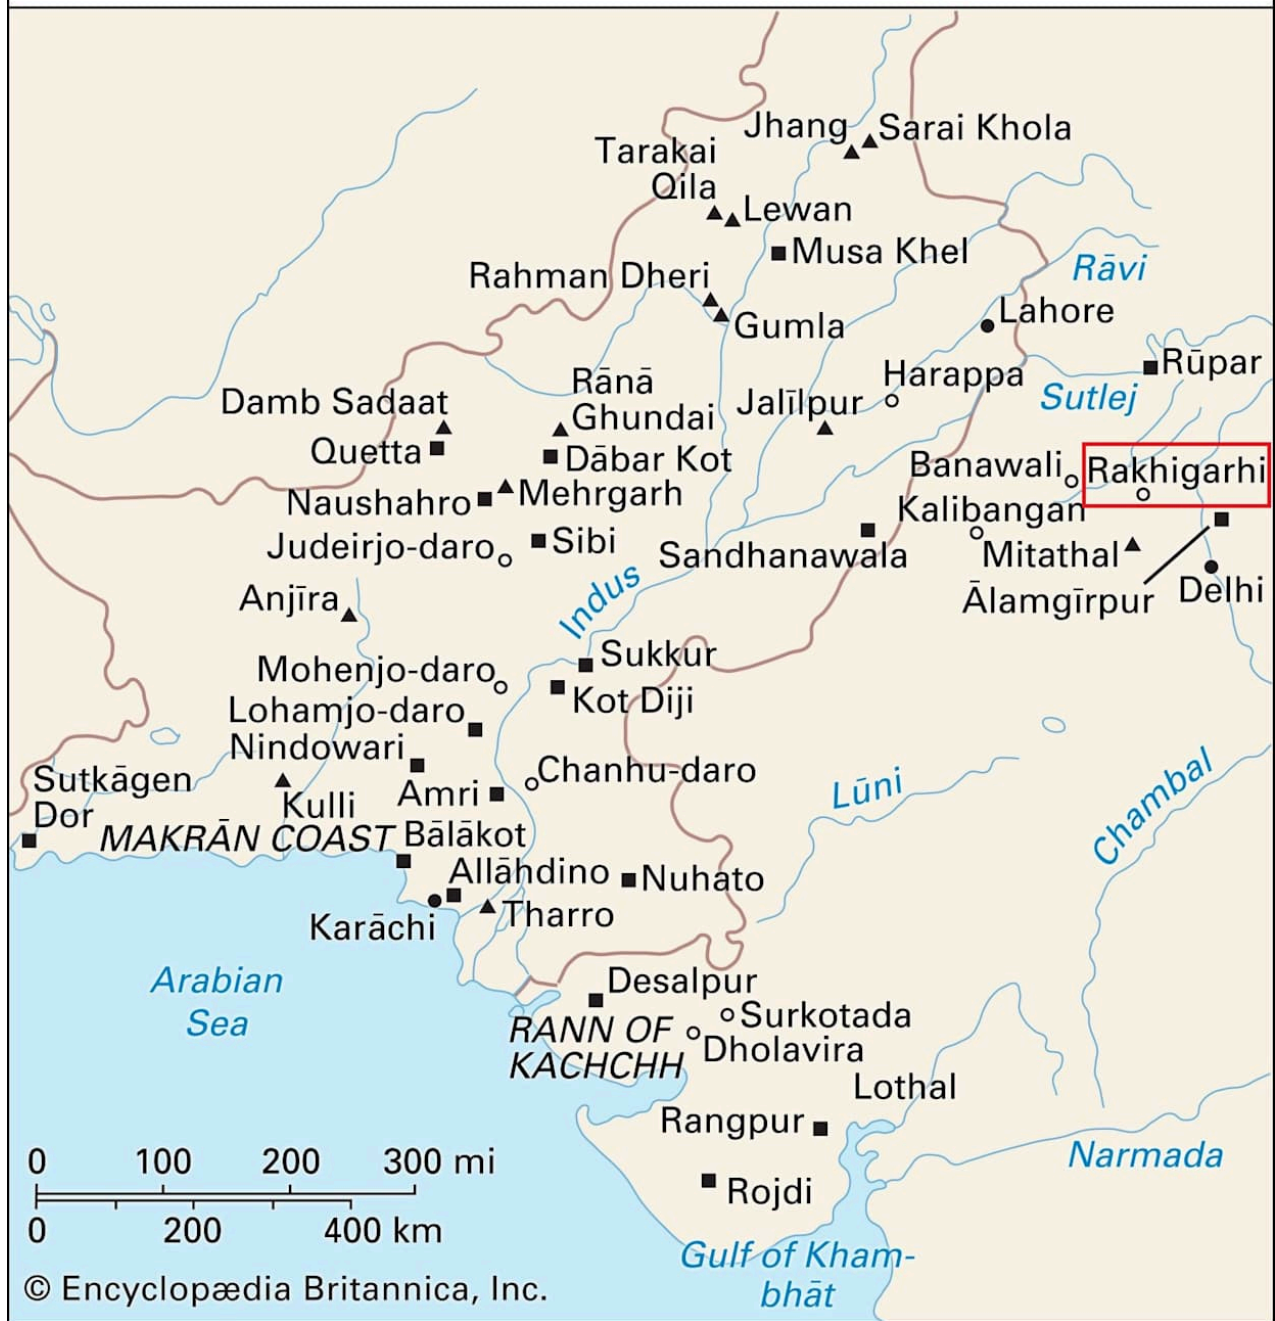 Jhang
Sarai Khola
Tarakai
Qila
Lewan
Musa Khel
Rahman Dheri
Rāvi
Gumla
Lahore
Rūpar
Rānā
Ghundai
Harappa
Sutlej
Damb Sadaat
Jalīlpur
Quetta
Dābar Kot
Banawali
Rakhigarhi
Naushahro
Mehrgarh
Kalibangan
Judeirjo-daro
Sibi
Sandhanawala
Mitathal
Anjīra
Indus
Ālamgīrpur
Delhi
Mohenjo-daro
Sukkur
Lohamjo-daro
Kot Diji
Nindowari
Sutkāgen
Dor
Kulli
Amri
Chanhu-daro
Lūni
Chambal
MAKRĀN COAST
Bālākot
Allāhdino
Nuhato
Karāchi
Tharro
Arabian
Sea
Desalpur
RANN OF
KACHCHH
Surkotada
Dholavira
Lothal
Rangpur
Narmada
0 100 200 300 mi
Rojdi
0 200 400 km
Gulf of Kham-
bhāt
© Encyclopædia Britannica, Inc.